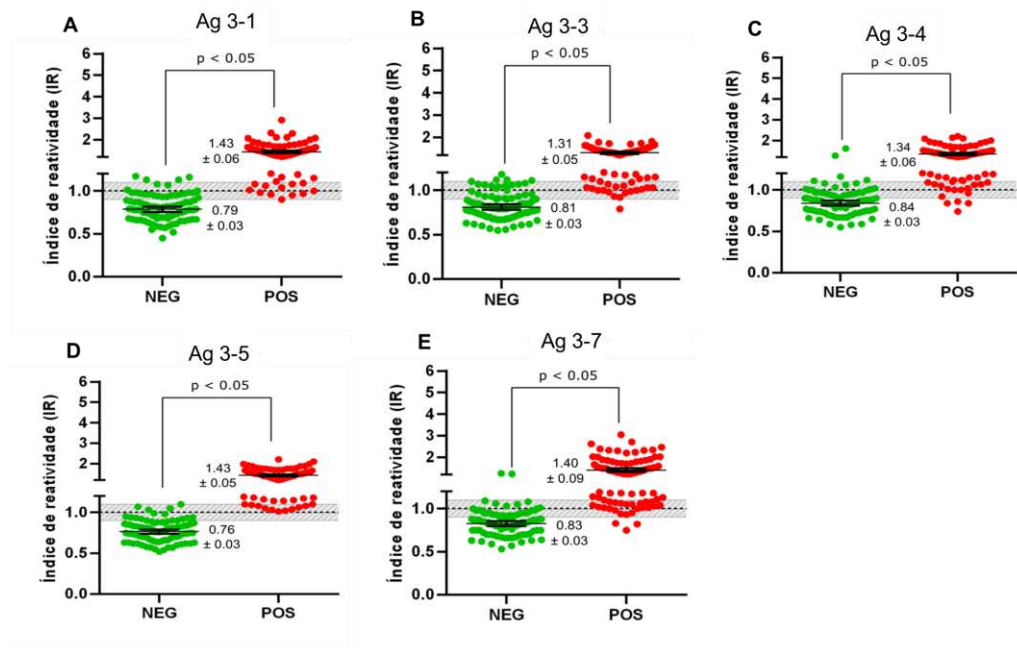 A
Ag 3-1
Índice de reatividade (IR)
6
5
4
3
2
1.0
0.5
0.0
p < 0.05
1.43
± 0.06
0.79
± 0.03
NEG
POS
B
Ag 3-3
Índice de reatividade (IR)
6
5
4
3
2
1.0
0.5
0.0
p < 0.05
1.31
± 0.05
0.81
± 0.03
NEG
POS
C
Ag 3-4
Índice de reatividade (IR)
6
5
4
3
2
1.0
0.5
0.0
p < 0.05
1.34
± 0.06
0.84
± 0.03
NEG
POS
D
Ag 3-5
Índice de reatividade (IR)
6
5
4
3
2
1.0
0.5
0.0
p < 0.05
1.43
± 0.05
0.76
± 0.03
NEG
POS
E
Ag 3-7
Índice de reatividade (IR)
6
5
4
3
2
1.0
0.5
0.0
p < 0.05
1.40
± 0.09
0.83
± 0.03
NEG
POS